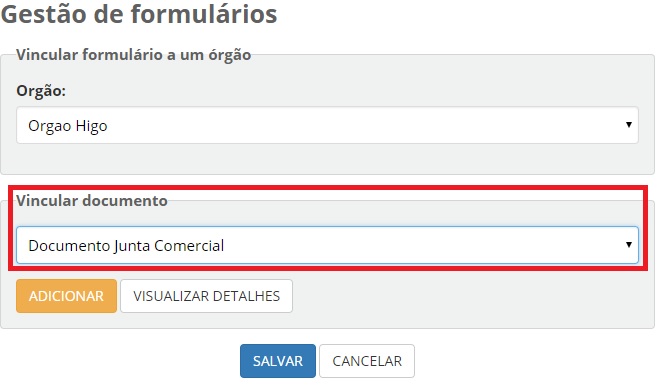 Gestão de formulários
Vincular formulário a um órgão
Orgão:
Orgao Higo
Vincular documento
Documento Junta Comercial
ADICIONAR VISUALIZAR DETALHES
SALVAR CANCELAR